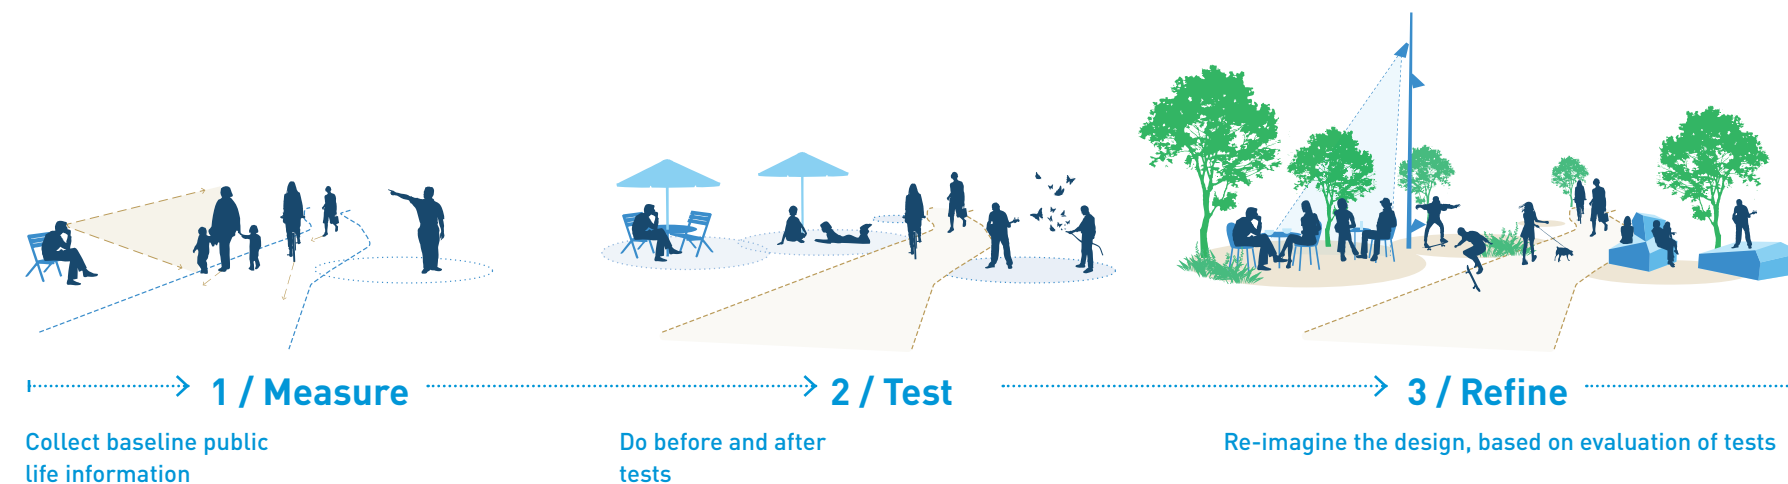 1 / Measure
Collect baseline public
life information
2 / Test
Do before and after
tests
3 / Refine
Re-imagine the design, based on evaluation of tests